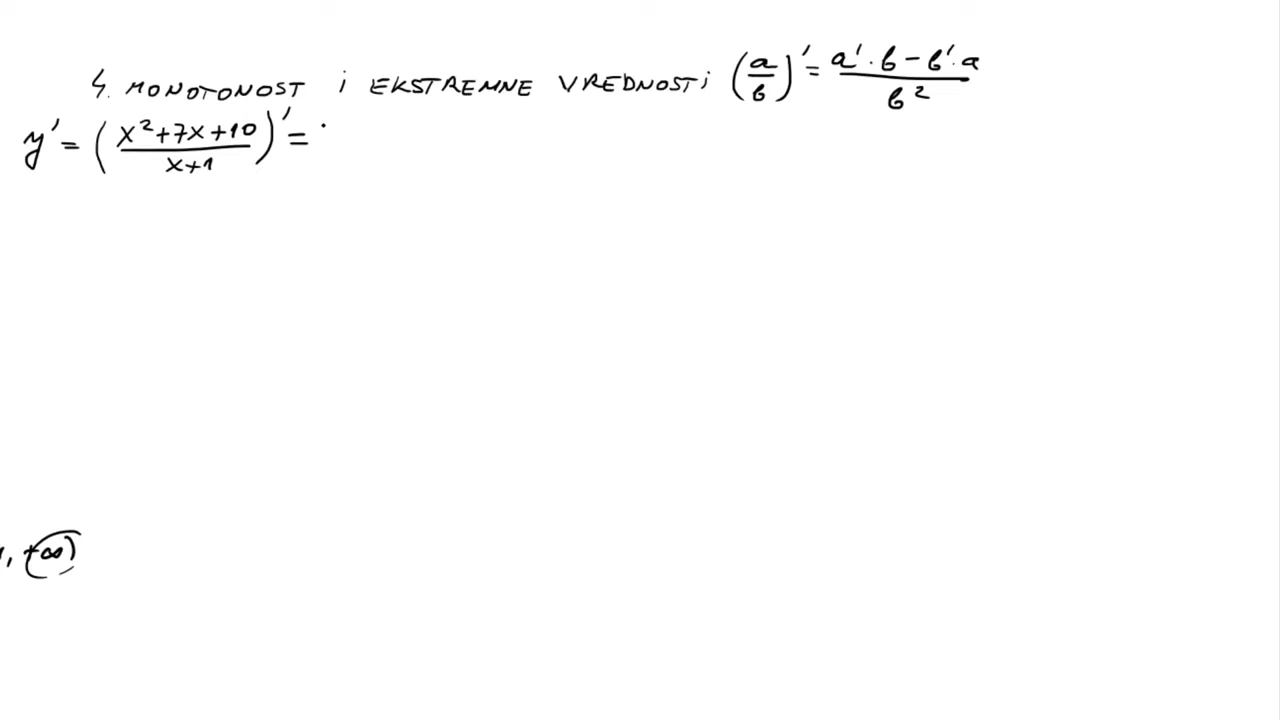 4. MONOTONOST i EKSTREMNE VREDNOSTi (a/b)' = (a'·b − b'·a)/b²
y' = ((x²+7x+10)/(x+1))' =
, +∞)